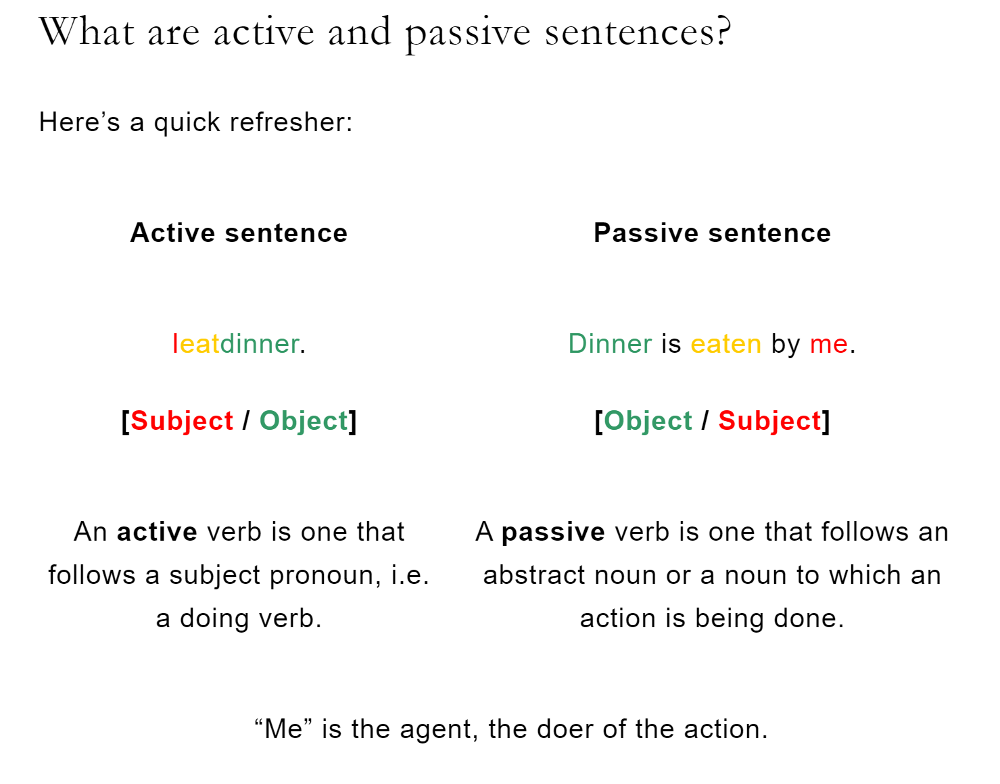 What are active and passive sentences?
Here’s a quick refresher:
Active sentence
Passive sentence
Ieatdinner.
Dinner is eaten by me.
[Subject / Object]
[Object / Subject]
An active verb is one that
follows a subject pronoun, i.e.
a doing verb.
A passive verb is one that follows an
abstract noun or a noun to which an
action is being done.
“Me” is the agent, the doer of the action.